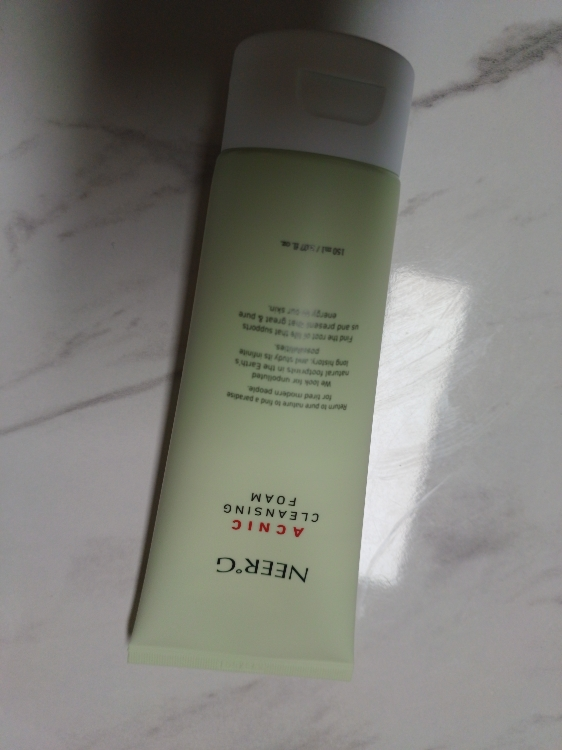 NEER°G
ACNIC
CLEANSING
FOAM
Return to pure nature to find a paradise
for tired modern people.
We look for unpolluted
natural footprints in the Earth's
long history, and study its infinite
possibilities.
Find the root of life that supports
us and present that great & pure
energy to our skin.
150 ml / 5.07 fl. oz.